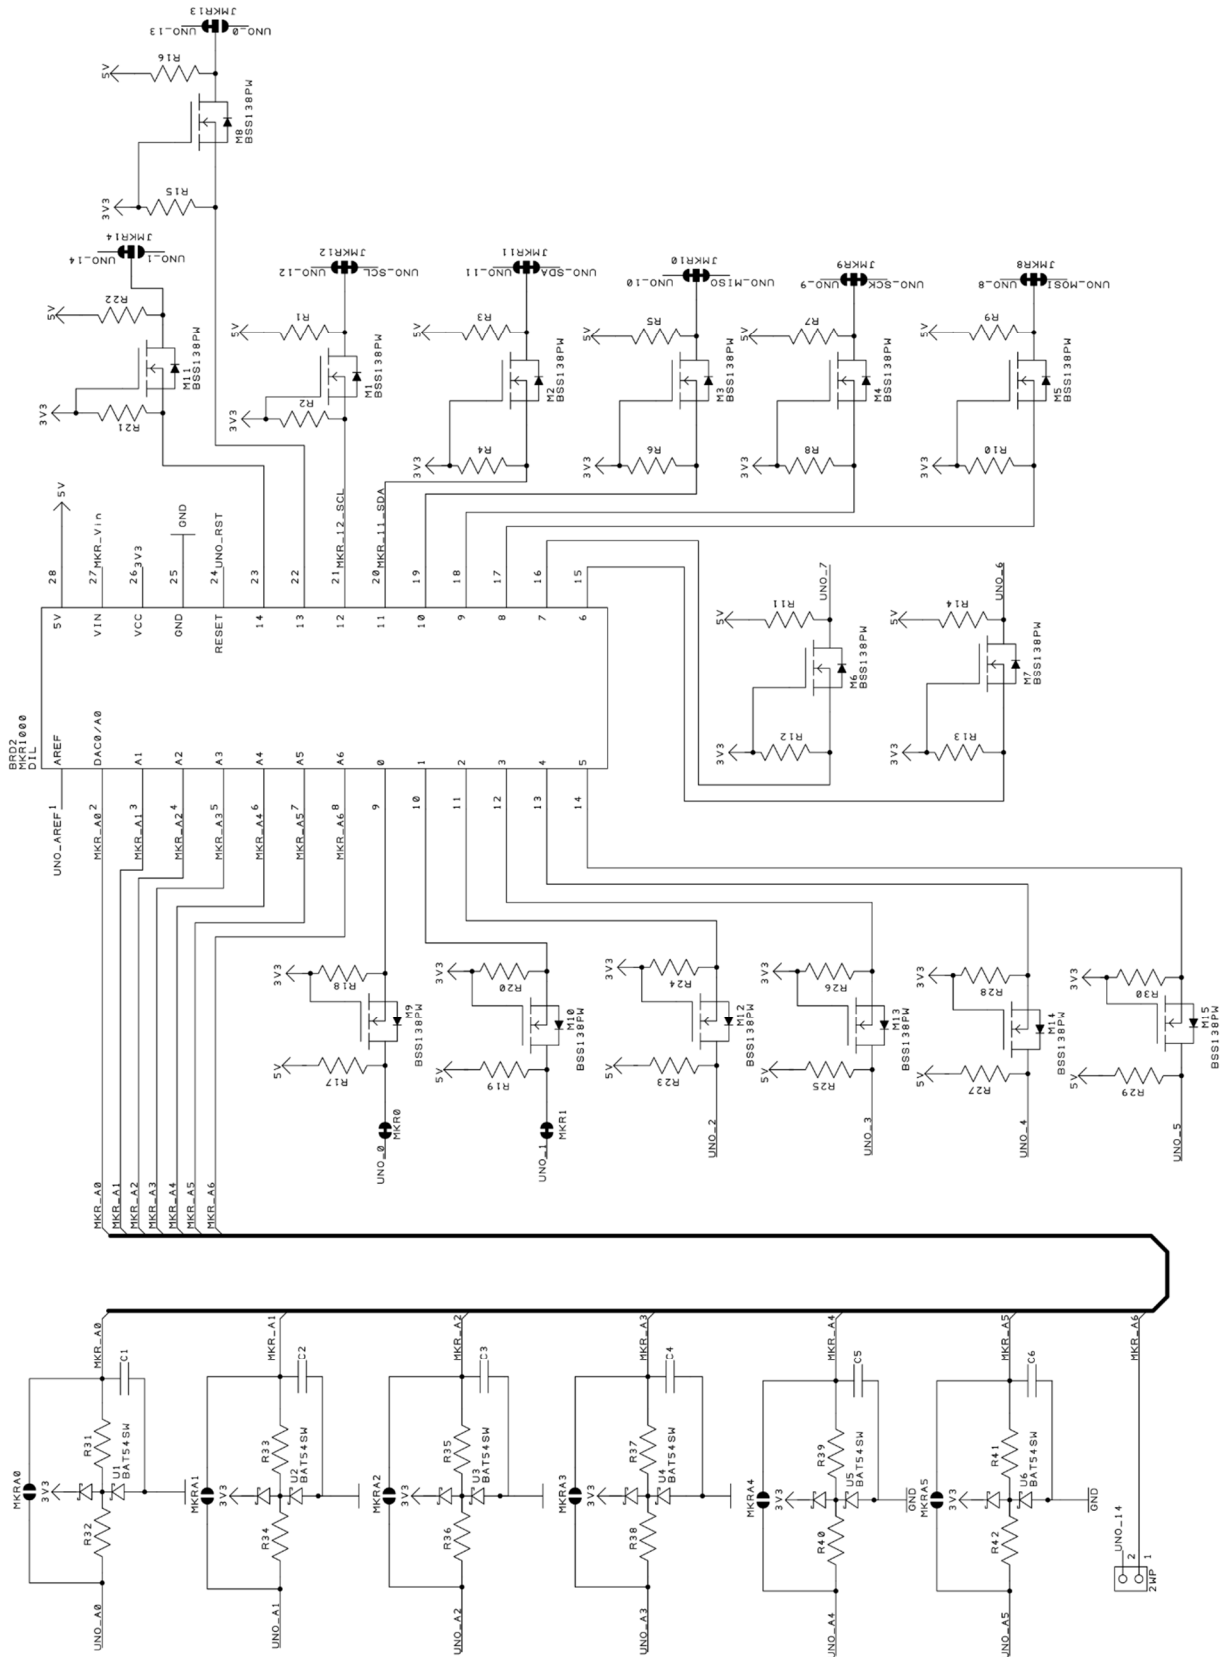 JMKR13
UNO_13
UNO_0
R16
5V
M8
BSS138PW
R15
3V3
JMKR14
UNO_14
UNO_1
R22
5V
M11
BSS138PW
3V3
R21
JMKR12
UNO_12
UNO_SCL
R1
5V
M1
BSS138PW
3V3
R2
JMKR11
UNO_11
UNO_SDA
R3
5V
M2
BSS138PW
3V3
R4
JMKR10
UNO_10
UNO_MISO
R5
5V
M3
BSS138PW
3V3
R6
JMKR9
UNO_9
UNO_SCK
R7
5V
M4
BSS138PW
3V3
R8
JMKR8
UNO_8
UNO_MOSI
R9
5V
M5
BSS138PW
3V3
R10
5V
MKR_Vin
3V3
GND
UNO_RST
MKR_12_SCL
MKR_11_SDA
28
27
26
25
24
23
22
21
20
19
18
17
16
15
5V
VIN
VCC
GND
RESET
14
13
12
11
10
9
8
7
6
BRD2
MKR1000
DIL
AREF
DAC0/A0
A1
A2
A3
A4
A5
A6
0
1
2
3
4
5
UNO_AREF 1
MKR_A0 2
MKR_A1 3
MKR_A2 4
MKR_A3 5
MKR_A4 6
MKR_A5 7
MKR_A6 8
9
10
11
12
13
14
5V
R11
UNO_7
M6
BSS138PW
3V3
R12
5V
R14
UNO_6
M7
BSS138PW
3V3
R13
3V3
R18
M9
BSS138PW
5V
R17
MKR0
UNO_0
3V3
R20
M10
BSS138PW
5V
R19
MKR1
UNO_1
3V3
R24
M12
BSS138PW
5V
R23
UNO_2
3V3
R26
M13
BSS138PW
5V
R25
UNO_3
3V3
R28
M14
BSS138PW
5V
R27
UNO_4
3V3
R30
M15
BSS138PW
5V
R29
UNO_5
MKR_A0
MKR_A1
MKR_A2
MKR_A3
MKR_A4
MKR_A5
MKR_A6
MKR_A0
C1
R31
U1
BAT54SW
MKRA0
3V3
R32
UNO_A0
MKR_A1
C2
R33
U2
BAT54SW
MKRA1
3V3
R34
UNO_A1
MKR_A2
C3
R35
U3
BAT54SW
MKRA2
3V3
R36
UNO_A2
MKR_A3
C4
R37
U4
BAT54SW
MKRA3
3V3
R38
UNO_A3
MKR_A4
C5
R39
U5
BAT54SW
MKRA4
3V3
GND
R40
UNO_A4
MKR_A5
C6
R41
U6
BAT54SW
MKRA5
3V3
GND
R42
UNO_A5
MKR_A6
UNO_14
2
1
2WP